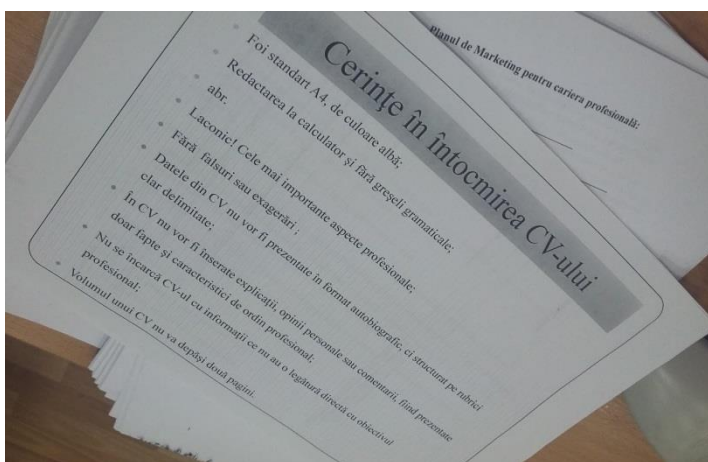 Cerințe în întocmirea CV-ului
Foi standart A4, de culoare albă;
Redactarea la calculator și fără greșeli gramaticale;
abr.
Laconic! Cele mai importante aspecte profesionale;
Fără falsuri sau exagerări ;
Datele din CV nu vor fi prezentate în format autobiografic, ci structurat pe rubrici
clar delimitate;
În CV nu vor fi inserate explicații, opinii personale sau comentarii, fiind prezentate
doar fapte și caracteristici de ordin profesional;
Nu se încarcă CV-ul cu informații ce nu au o legătură directă cu obiectivul
profesional;
Volumul unui CV nu va depăși două pagini.
Planul de Marketing pentru cariera profesională: